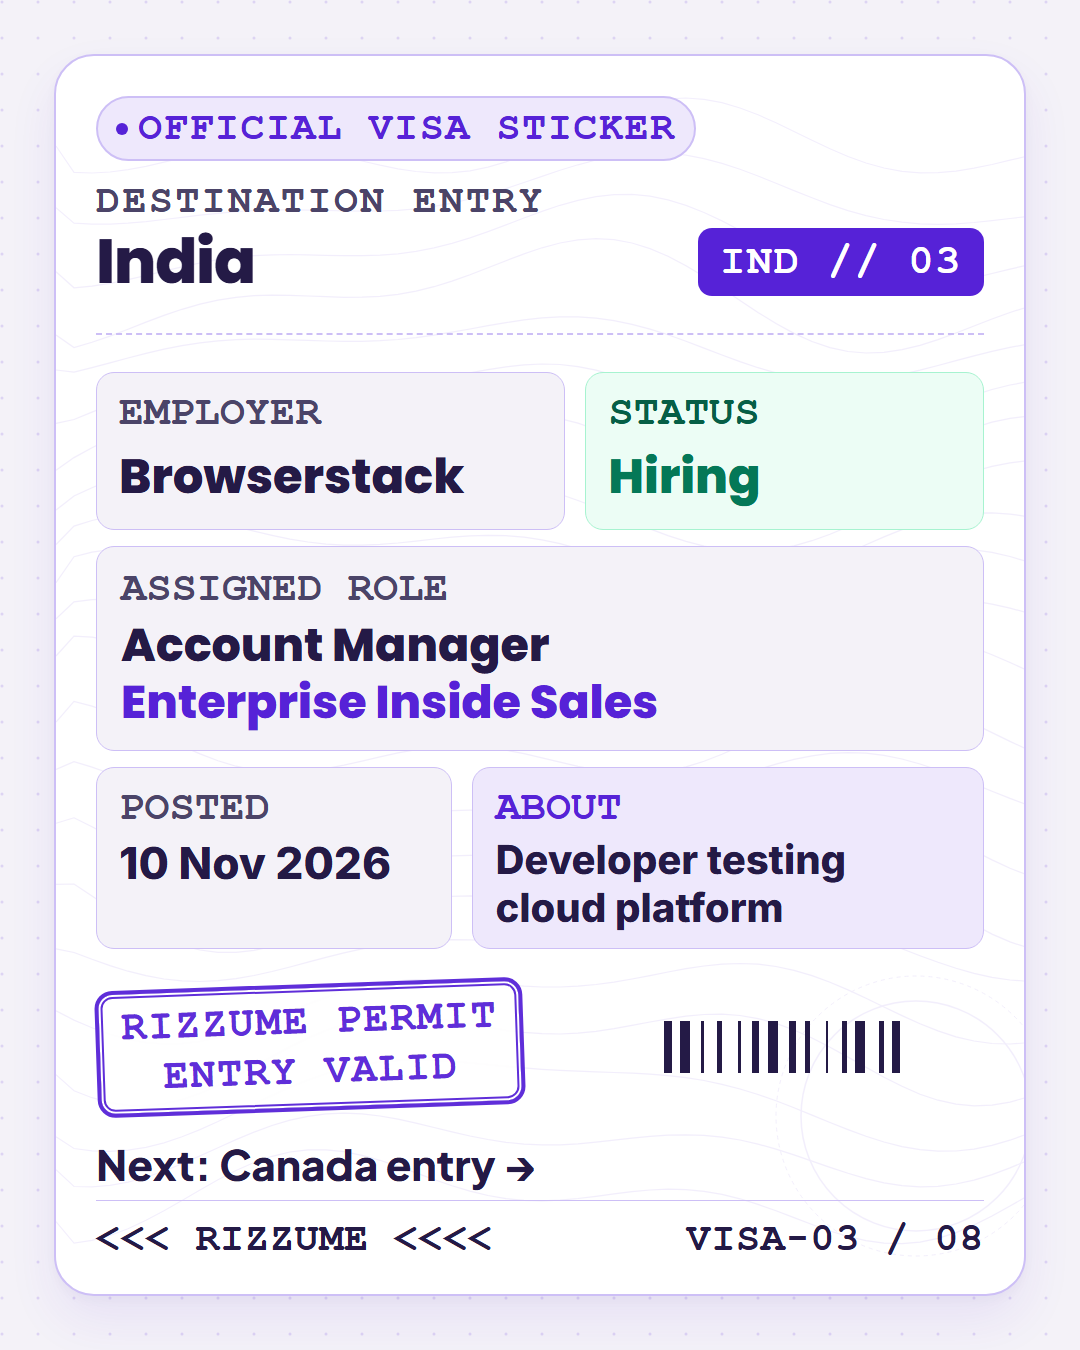 • OFFICIAL VISA STICKER
DESTINATION ENTRY
India
IND // 03
EMPLOYER
Browserstack
STATUS
Hiring
ASSIGNED ROLE
Account Manager
Enterprise Inside Sales
POSTED
10 Nov 2026
ABOUT
Developer testing
cloud platform
RIZZUME PERMIT
ENTRY VALID
Next: Canada entry →
<<< RIZZUME <<<<
VISA-03 / 08